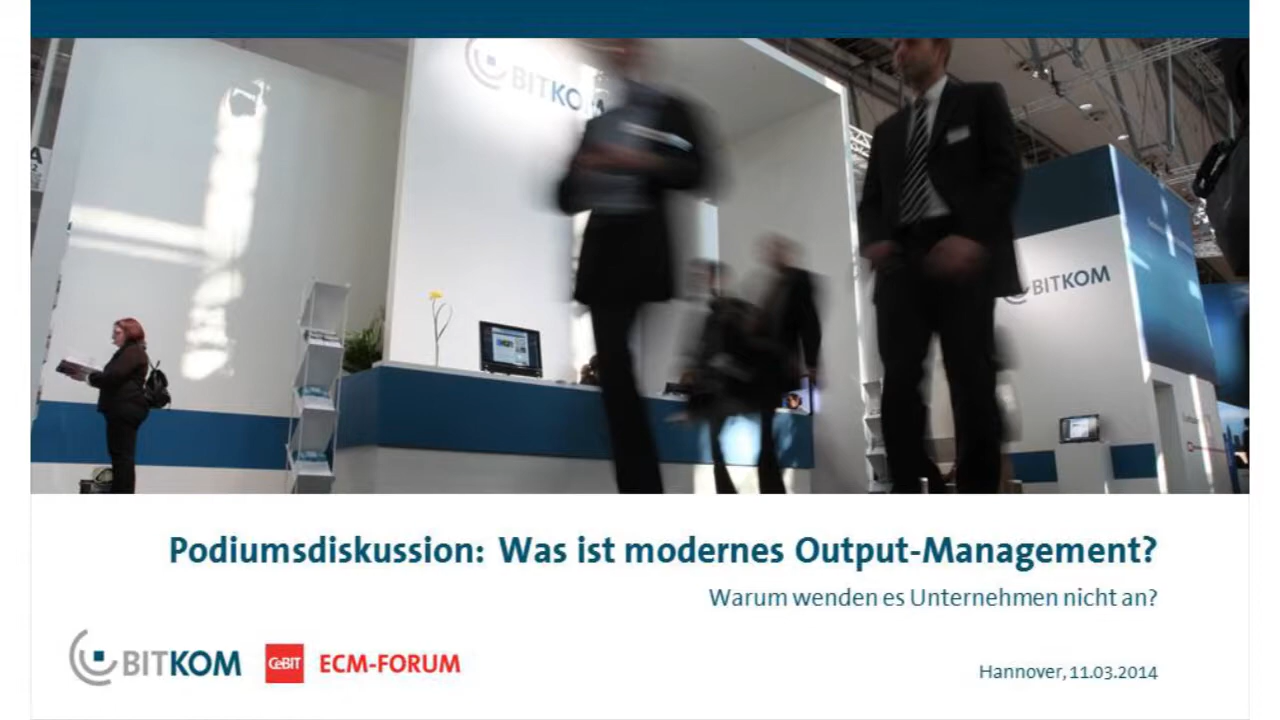 BITKOM
BITKOM
Podiumsdiskussion: Was ist modernes Output-Management?
Warum wenden es Unternehmen nicht an?
BITKOM CeBIT ECM-FORUM
Hannover, 11.03.2014